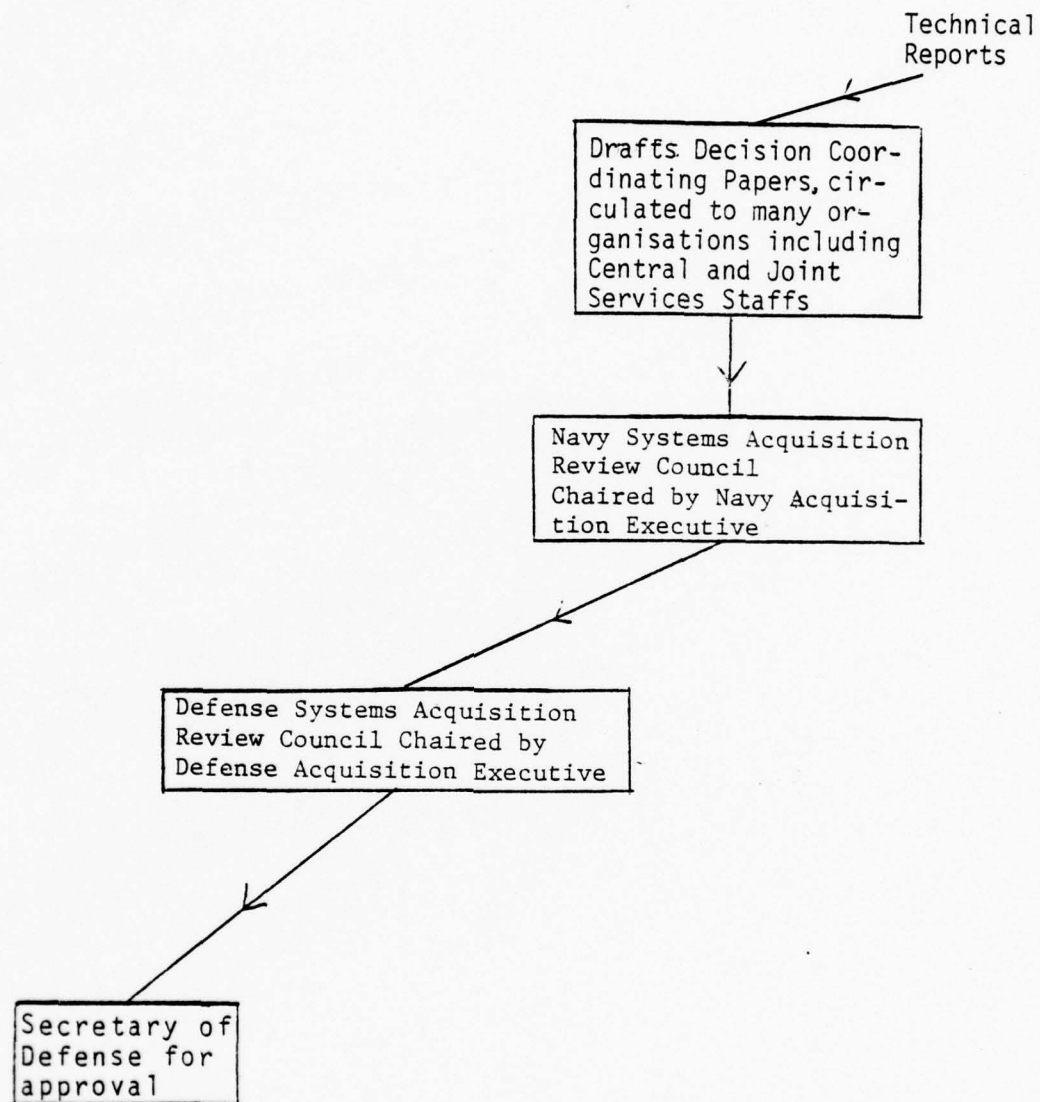 Technical
Reports
Drafts Decision Coor-
dinating Papers, cir-
culated to many or-
ganisations including
Central and Joint
Services Staffs
Navy Systems Acquisition
Review Council
Chaired by Navy Acquisi-
tion Executive
Defense Systems Acquisition
Review Council Chaired by
Defense Acquisition Executive
Secretary of
Defense for
approval